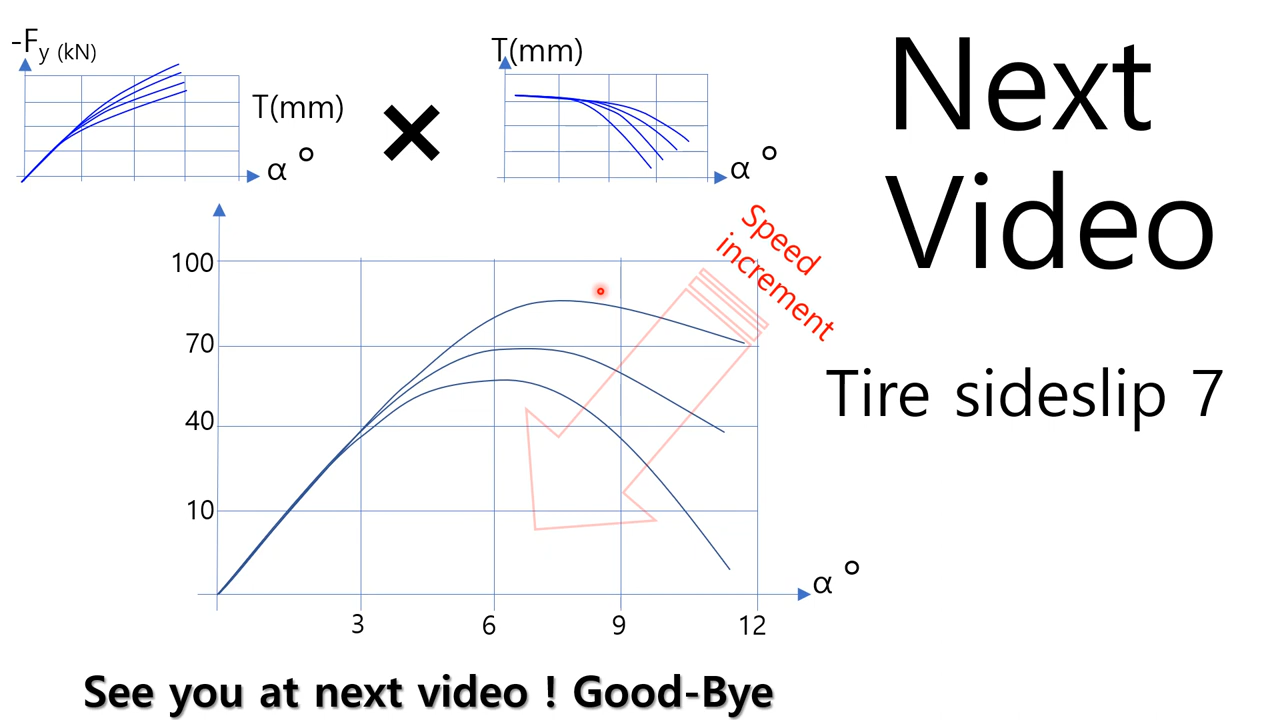 -Fy (kN)
T(mm)
α °
×
T(mm)
α °
Next
Video
Speed
increment
Tire sideslip 7
100
70
40
10
3 6 9 12
α °
See you at next video ! Good-Bye